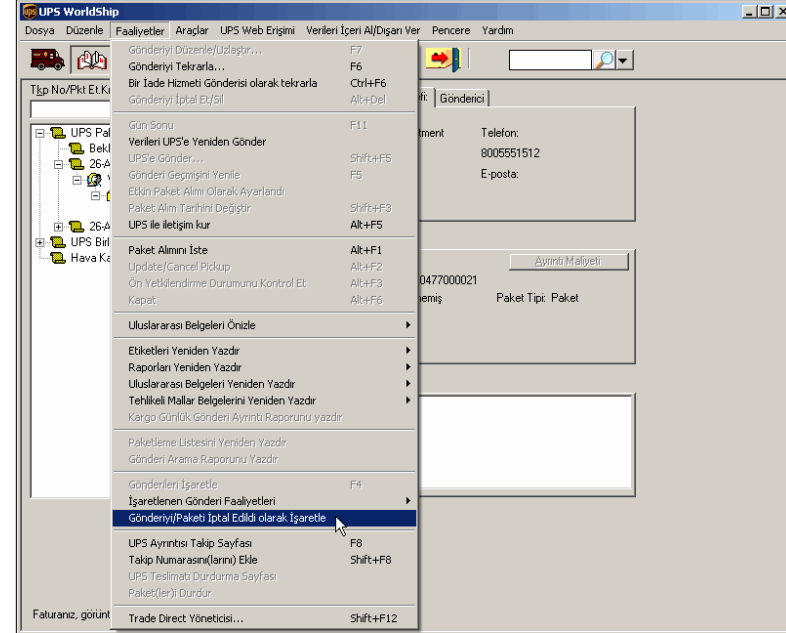 UPS WorldShip
Dosya Düzenle Faaliyetler Araçlar UPS Web Erişimi Verileri İçeri Al/Dışarı Ver Pencere Yardım
Gönderiyi Düzenle/Uzlaştır... F7
Gönderiyi Tekrarla... F6
Bir İade Hizmeti Gönderisi olarak tekrarla Ctrl+F6
Gönderiyi İptal Et/Sil Alt+Del
Gün Sonu F11
Verileri UPS'e Yeniden Gönder
UPS'e Gönder... Shift+F5
Gönderi Geçmişini Yenile F5
Etkin Paket Alımı Olarak Ayarlandı
Paket Alım Tarihini Değiştir Shift+F3
UPS ile iletişim kur Alt+F5
Paket Alımını İste Alt+F1
Update/Cancel Pickup Alt+F2
Ön Yetkilendirme Durumunu Kontrol Et Alt+F3
Kapat Alt+F6
Uluslararası Belgeleri Önizle
Etiketleri Yeniden Yazdır
Raporları Yeniden Yazdır
Uluslararası Belgeleri Yeniden Yazdır
Tehlikeli Mallar Belgelerini Yeniden Yazdır
Kargo Günlük Gönderi Ayrıntı Raporunu yazdır
Paketleme Listesini Yeniden Yazdır
Gönderi Arama Raporunu Yazdır
Gönderileri İşaretle F4
İşaretlenen Gönderi Faaliyetleri
Gönderiyi/Paketi İptal Edildi olarak İşaretle
UPS Ayrıntısı Takip Sayfası F8
Takip Numarasını(larını) Ekle Shift+F8
UPS Teslimatı Durdurma Sayfası
Paket(ler)i Durdur
Trade Direct Yöneticisi... Shift+F12
Tkp No/Pkt Et.
UPS
26-
26-
UPS
Hava
Faturanız,
Gönderici
Telefon:
8005551512
E-posta:
Ayrıntı Maliyeti
0477000021
Paket Tipi: Paket